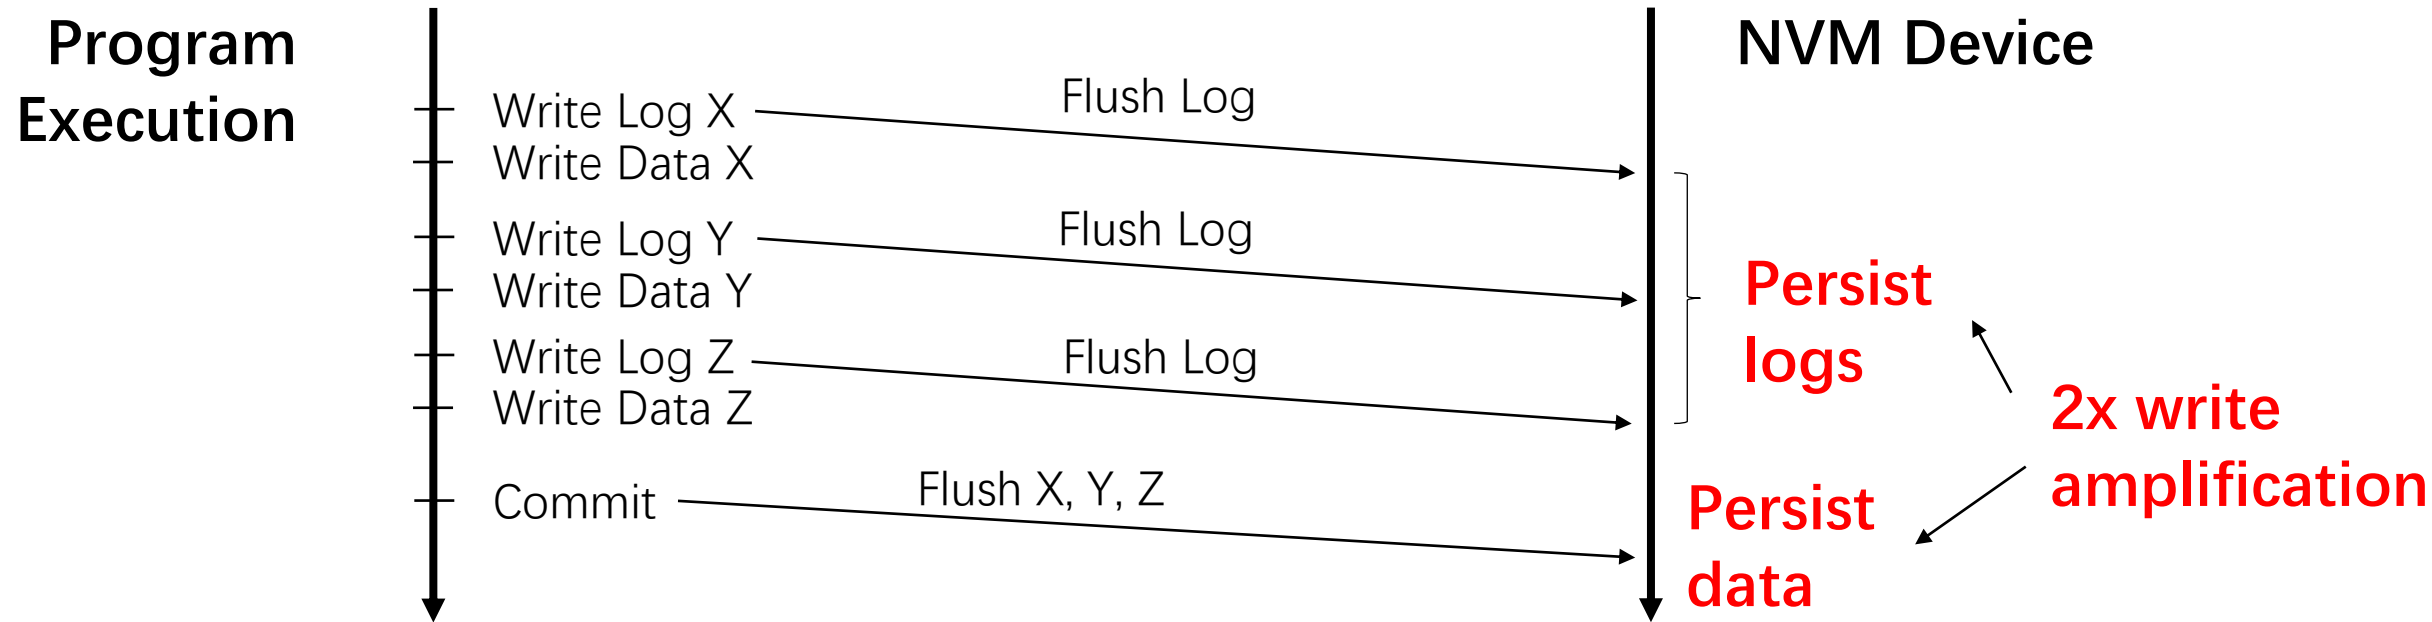 Program
Execution
NVM Device
Write Log X
Flush Log
Write Data X
Write Log Y
Flush Log
Write Data Y
Write Log Z
Flush Log
Write Data Z
Commit
Flush X, Y, Z
Persist
logs
2x write
amplification
Persist
data